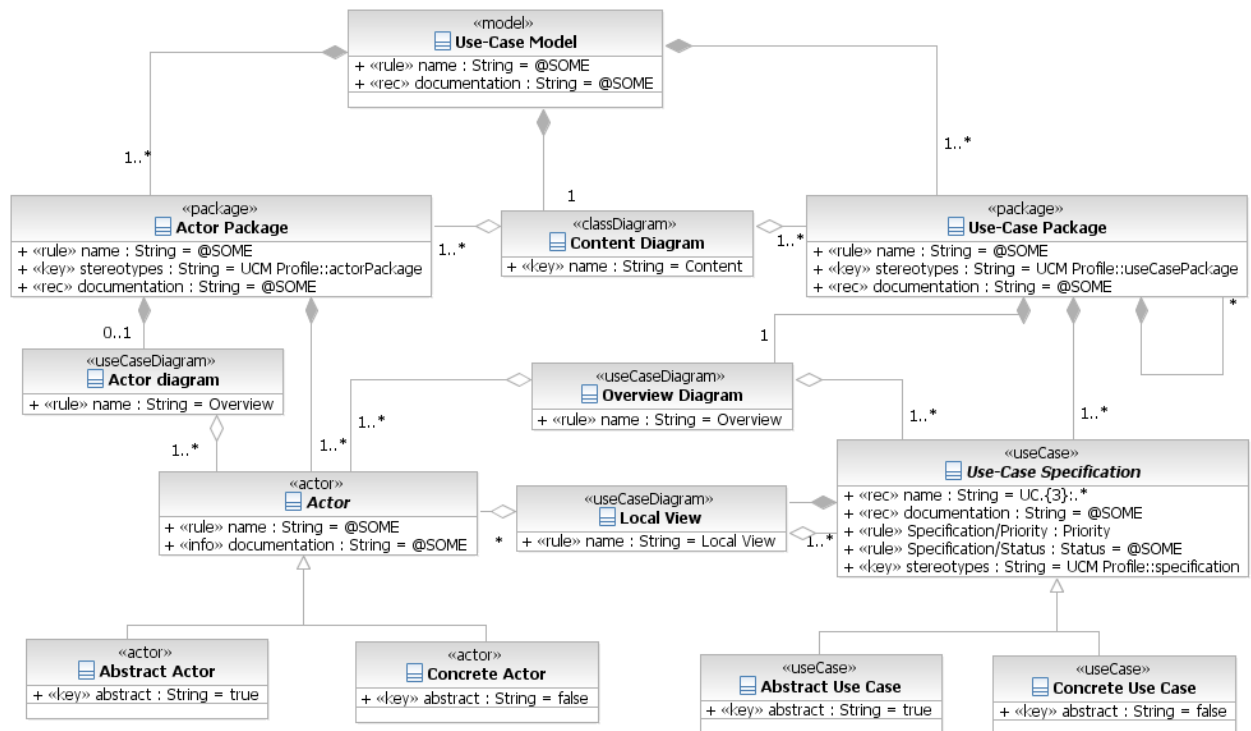 «model»
Use-Case Model
+ «rule» name : String = @SOME
+ «rec» documentation : String = @SOME
1..*
1..*
1
«package»
Actor Package
+ «rule» name : String = @SOME
+ «key» stereotypes : String = UCM Profile::actorPackage
+ «rec» documentation : String = @SOME
1..*
«classDiagram»
Content Diagram
+ «key» name : String = Content
1..*
«package»
Use-Case Package
+ «rule» name : String = @SOME
+ «key» stereotypes : String = UCM Profile::useCasePackage
+ «rec» documentation : String = @SOME
*
0..1
1
«useCaseDiagram»
Actor diagram
+ «rule» name : String = Overview
«useCaseDiagram»
Overview Diagram
+ «rule» name : String = Overview
1..*
1..*
1..*
1..*
1..*
«actor»
Actor
+ «rule» name : String = @SOME
+ «info» documentation : String = @SOME
*
«useCaseDiagram»
Local View
+ «rule» name : String = Local View
1..*
«useCase»
Use-Case Specification
+ «rec» name : String = UC.{3}:.*
+ «rec» documentation : String = @SOME
+ «rule» Specification/Priority : Priority
+ «rule» Specification/Status : Status = @SOME
+ «key» stereotypes : String = UCM Profile::specification
«actor»
Abstract Actor
+ «key» abstract : String = true
«actor»
Concrete Actor
+ «key» abstract : String = false
«useCase»
Abstract Use Case
+ «key» abstract : String = true
«useCase»
Concrete Use Case
+ «key» abstract : String = false